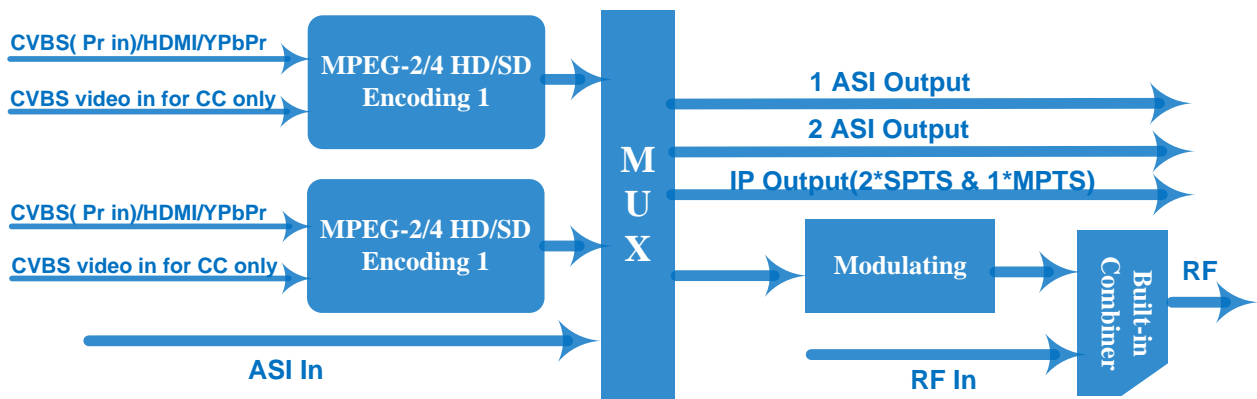 CVBS( Pr in)/HDMI/YPbPr
CVBS video in for CC only
MPEG-2/4 HD/SD
Encoding 1
CVBS( Pr in)/HDMI/YPbPr
CVBS video in for CC only
MPEG-2/4 HD/SD
Encoding 1
ASI In
M
U
X
1 ASI Output
2 ASI Output
IP Output(2*SPTS & 1*MPTS)
Modulating
RF In
Built-in
Combiner
RF